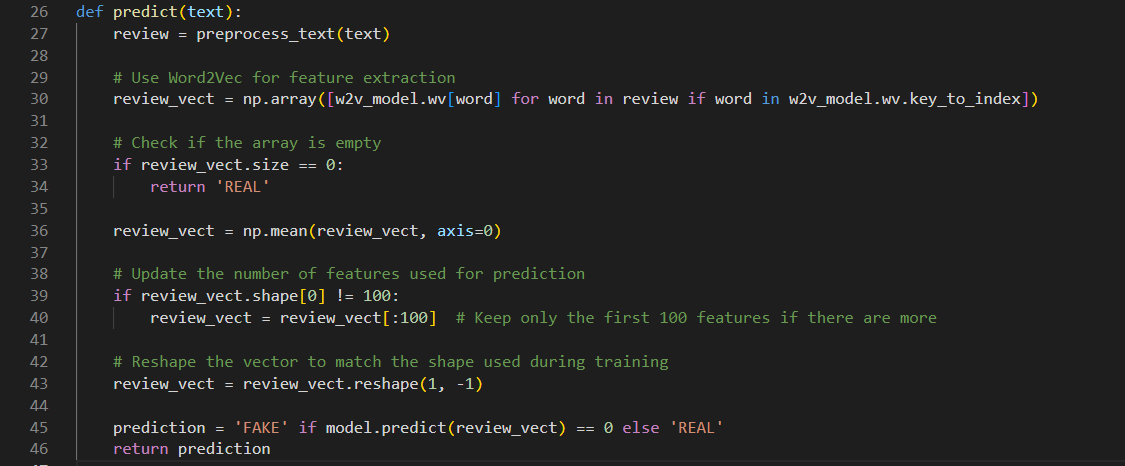 26 def predict(text):
27     review = preprocess_text(text)
28
29     # Use Word2Vec for feature extraction
30     review_vect = np.array([w2v_model.wv[word] for word in review if word in w2v_model.wv.key_to_index])
31
32     # Check if the array is empty
33     if review_vect.size == 0:
34         return 'REAL'
35
36     review_vect = np.mean(review_vect, axis=0)
37
38     # Update the number of features used for prediction
39     if review_vect.shape[0] != 100:
40         review_vect = review_vect[:100]  # Keep only the first 100 features if there are more
41
42     # Reshape the vector to match the shape used during training
43     review_vect = review_vect.reshape(1, -1)
44
45     prediction = 'FAKE' if model.predict(review_vect) == 0 else 'REAL'
46     return prediction